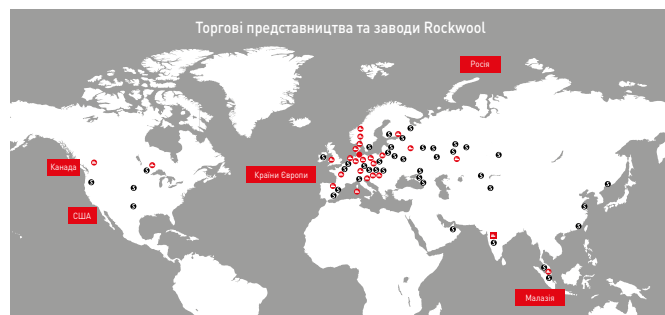 Торгові представництва та заводи Rockwool
Росія
Канада
Країни Європи
США
Малазія